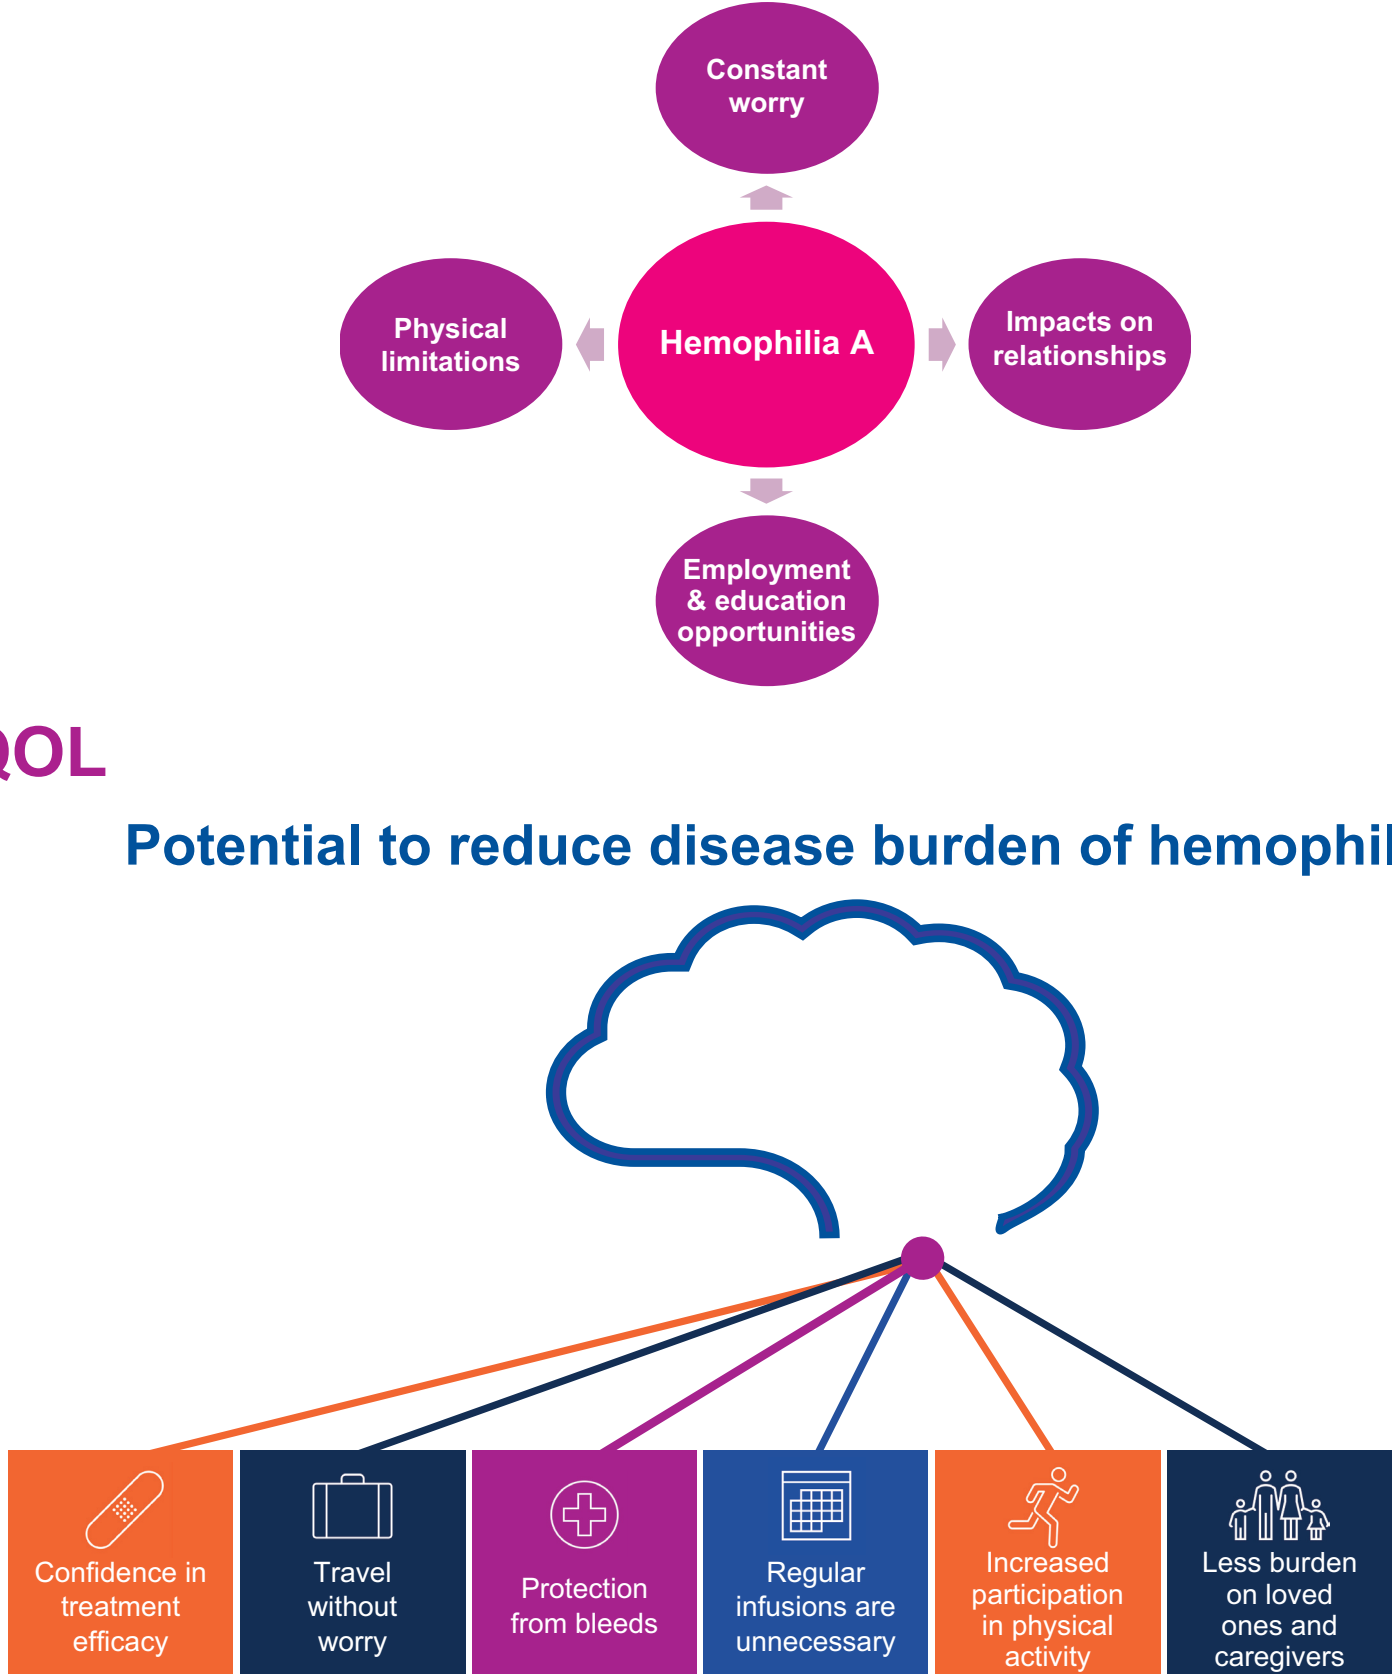 Constant
worry
Physical
limitations
Hemophilia A
Impacts on
relationships
Employment
& education
opportunities
QOL
Potential to reduce disease burden of hemophil
Confidence in
treatment
efficacy
Travel
without
worry
Protection
from bleeds
Regular
infusions are
unnecessary
Increased
participation
in physical
activity
Less burden
on loved
ones and
caregivers